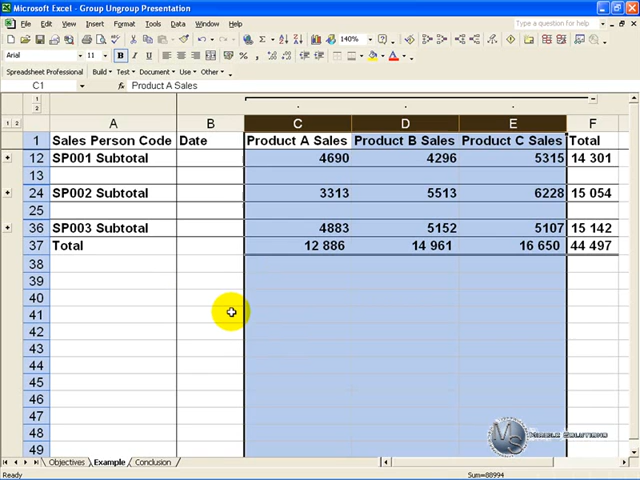 Microsoft Excel - Group Ungroup Presentation
File Edit View Insert Format Tools Data Window Help
Type a question for help
140%
11 B I U
Spreadsheet Professional Build Test Document Use Other
C1 Product A Sales
1
2
1 2 A B C D E F
1 Sales Person Code Date Product A Sales Product B Sales Product C Sales Total
12 SP001 Subtotal 4690 4296 5315 14 301
13
24 SP002 Subtotal 3313 5513 6228 15 054
25
36 SP003 Subtotal 4883 5152 5107 15 142
37 Total 12 886 14 961 16 650 44 497
38
39
40
41
42
43
44
45
46
47
48
49
MS
Objectives Example Conclusion
Ready Sum=88994